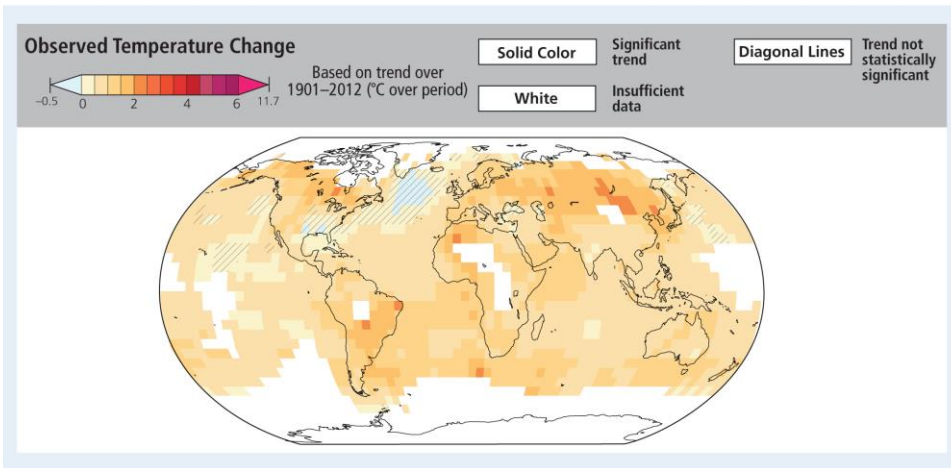 Observed Temperature Change
−0.5 0 2 4 6 11.7
Based on trend over
1901–2012 (°C over period)
Solid Color
Significant
trend
White
Insufficient
data
Diagonal Lines
Trend not
statistically
significant